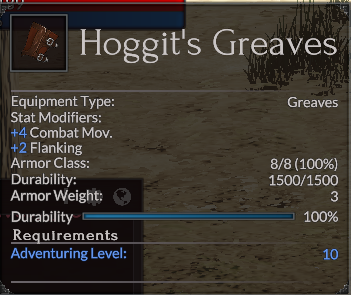 Hoggit's Greaves
Equipment Type: Greaves
Stat Modifiers:
+4 Combat Mov.
+2 Flanking
Armor Class: 8/8 (100%)
Durability: 1500/1500
Armor Weight: 3
Durability 100%
Requirements
Adventuring Level: 10